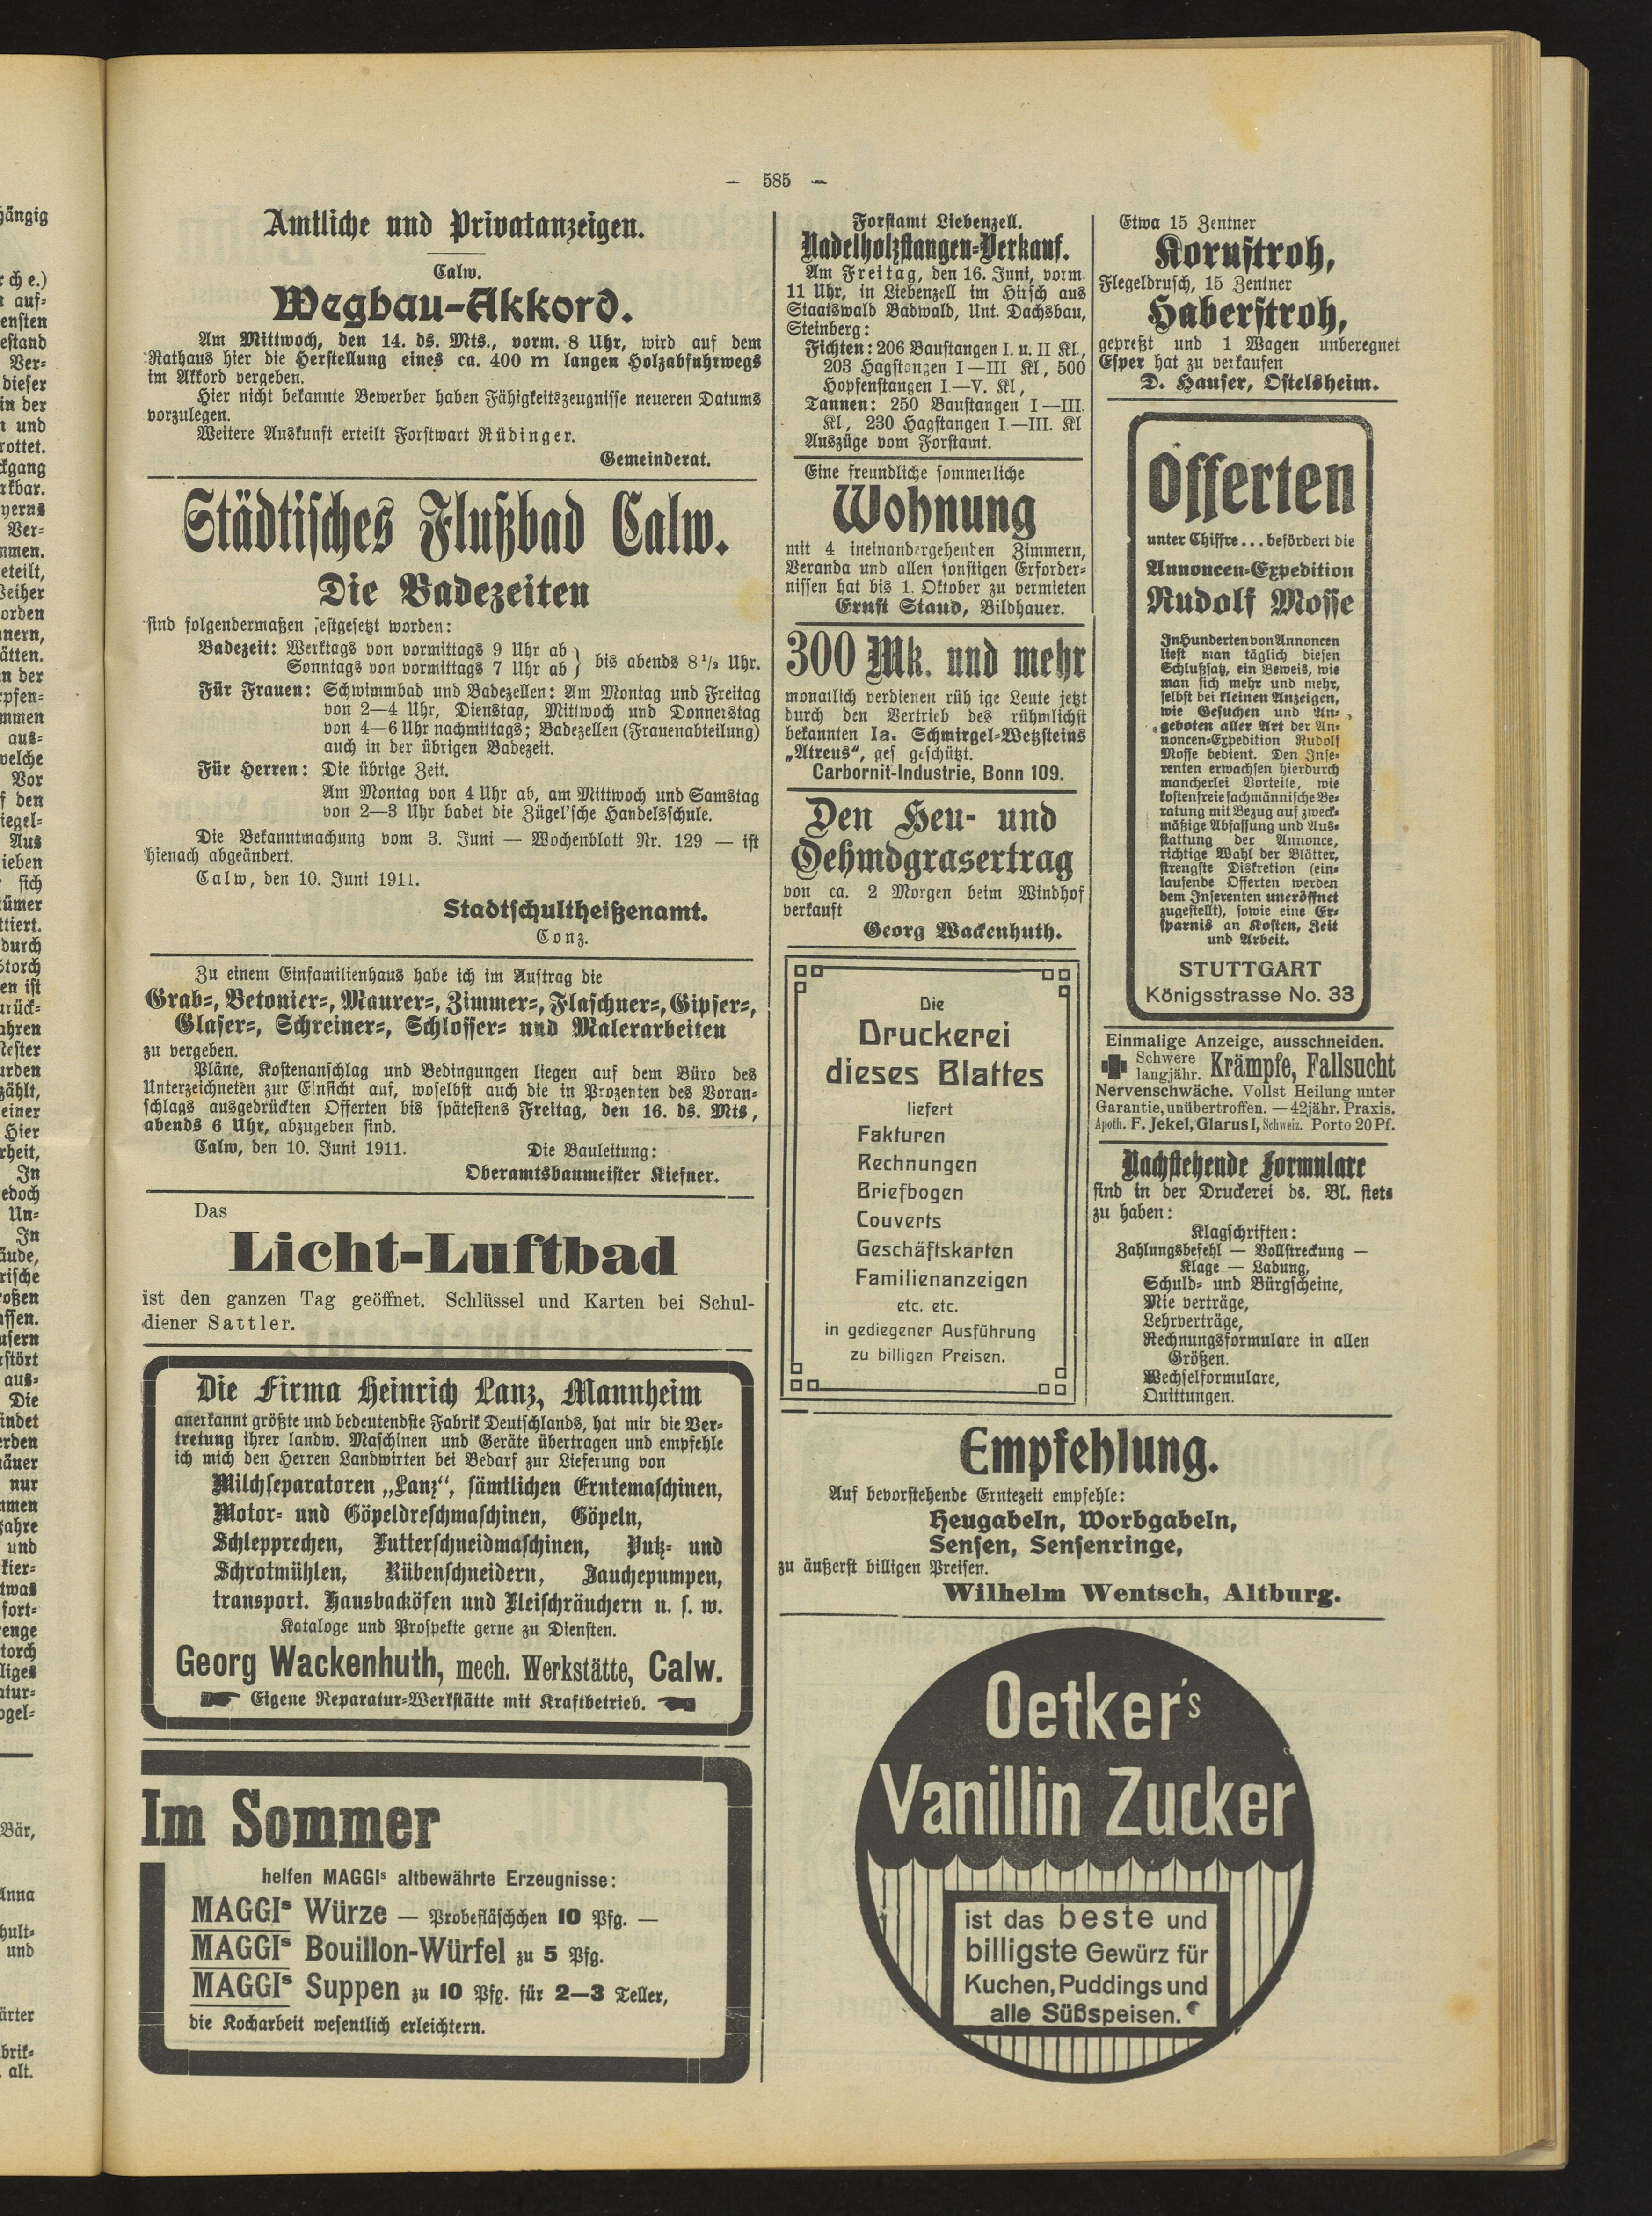 — 585 —
Amtliche und Privatanzeigen.
Calw.
Wegbau-Akkord.
Am Mittwoch, den 14. ds. Mts., vorm. 8 Uhr, wird auf dem
Rathaus hier die Herstellung eines ca. 400 m langen Holzabfuhrwegs
im Akkord vergeben.
Hier nicht bekannte Bewerber haben Fähigkeitszeugnisse neueren Datums
vorzulegen.
Weitere Auskunft erteilt Forstwart Rüdinger.
Gemeinderat.
Städtisches Flußbad Calw.
Die Badezeiten
sind folgendermaßen festgesetzt worden:
Badezeit: Werktags von vormittags 9 Uhr ab
Sonntags von vormittags 7 Uhr ab } bis abends 8 1/2 Uhr.
Für Frauen: Schwimmbad und Badezellen: Am Montag und Freitag
von 2—4 Uhr, Dienstag, Mittwoch und Donnerstag
von 4—6 Uhr nachmittags; Badezellen (Frauenabteilung)
auch in der übrigen Badezeit.
Für Herren: Die übrige Zeit.
Am Montag von 4 Uhr ab, am Mittwoch und Samstag
von 2—3 Uhr badet die Zügel'sche Handelsschule.
Die Bekanntmachung vom 3. Juni — Wochenblatt Nr. 129 — ist
hienach abgeändert.
Calw, den 10. Juni 1911.
Stadtschultheißenamt.
Conz.
Zu einem Einfamilienhaus habe ich im Auftrag die
Grab-, Betonier-, Maurer-, Zimmer-, Flaschner-, Gipser-,
Glaser-, Schreiner-, Schlosser- und Malerarbeiten
zu vergeben.
Pläne, Kostenanschlag und Bedingungen liegen auf dem Büro des
Unterzeichneten zur Einsicht auf, woselbst auch die in Prozenten des Voran-
schlags ausgedrückten Offerten bis spätestens Freitag, den 16. ds. Mts,
abends 6 Uhr, abzugeben sind.
Calw, den 10. Juni 1911. Die Bauleitung:
Oberamtsbaumeister Kiefner.
Das
Licht-Luftbad
ist den ganzen Tag geöffnet. Schlüssel und Karten bei Schul-
diener Sattler.
Die Firma Heinrich Lanz, Mannheim
anerkannt größte und bedeutendste Fabrik Deutschlands, hat mir die Ver-
tretung ihrer landw. Maschinen und Geräte übertragen und empfehle
ich mich den Herren Landwirten bei Bedarf zur Lieferung von
Milchseparatoren „Lanz“, sämtlichen Erntemaschinen,
Motor- und Göpeldreschmaschinen, Göpeln,
Schlepprechen, Futterschneidmaschinen, Putz- und
Schrotmühlen, Rübenschneidern, Jauchepumpen,
transport. Hausbacköfen und Fleischräuchern u. s. w.
Kataloge und Prospekte gerne zu Diensten.
Georg Wackenhuth, mech. Werkstätte, Calw.
Eigene Reparatur-Werkstätte mit Kraftbetrieb.
Im Sommer
helfen MAGGIs altbewährte Erzeugnisse:
MAGGIs Würze — Probefläschchen 10 Pfg. —
MAGGIs Bouillon-Würfel zu 5 Pfg.
MAGGIs Suppen zu 10 Pfg. für 2—3 Teller,
die Kocharbeit wesentlich erleichtern.
Forstamt Liebenzell.
Nadelholzstangen-Verkauf.
Am Freitag, den 16. Juni, vorm.
11 Uhr, in Liebenzell im Hirsch aus
Staatswald Badwald, Unt. Dachsbau,
Steinberg:
Fichten: 206 Baustangen I. u. II Kl.,
203 Hagstangen I—III Kl, 500
Hopfenstangen I.—V. Kl,
Tannen: 250 Baustangen I—III.
Kl, 230 Hagstangen I.—III. Kl
Auszüge vom Forstamt.
Eine freundliche sommerliche
Wohnung
mit 4 ineinandergehenden Zimmern,
Veranda und allen sonstigen Erforder-
nissen hat bis 1. Oktober zu vermieten
Ernst Staud, Bildhauer.
300 Mk. und mehr
monatlich verdienen rüh ige Leute jetzt
durch den Vertrieb des rühmlichst
bekannten Ia. Schmirgel-Wetzsteins
„Atreus“, ges geschützt.
Carbornit-Industrie, Bonn 109.
Den Heu- und
Oehmdgrasertrag
von ca. 2 Morgen beim Windhof
verkauft
Georg Wackenhuth.
Die
Druckerei
dieses Blattes
liefert
Fakturen
Rechnungen
Briefbogen
Couverts
Geschäftskarten
Familienanzeigen
etc. etc.
in gediegener Ausführung
zu billigen Preisen.
Etwa 15 Zentner
Kornstroh,
Flegeldrusch, 15 Zentner
Haberstroh,
gepreßt und 1 Wagen unberegnet
Esper hat zu verkaufen
D. Hauser, Ostelsheim.
Offerten
unter Chiffre... befördert die
Annoncen-Expedition
Rudolf Mosse
In Hunderten von Annoncen
liest man täglich diesen
Schlußsatz, ein Beweis, wie
man sich mehr und mehr,
selbst bei kleinen Anzeigen,
wie Gesuchen und An-
geboten aller Art der An-
noncen-Expedition Rudolf
Mosse bedient. Den Inse-
renten erwachsen hierdurch
mancherlei Vorteile, wie
kostenfreie fachmännische Be-
ratung mit Bezug auf zweck-
mäßige Abfassung und Aus-
stattung der Annonce,
richtige Wahl der Blätter,
strengste Diskretion (ein-
laufende Offerten werden
dem Inserenten uneröffnet
zugestellt), sowie eine Er-
sparnis an Kosten, Zeit
und Arbeit.
STUTTGART
Königsstrasse No. 33
Einmalige Anzeige, ausschneiden.
Schwere langjähr. Krämpfe, Fallsucht
Nervenschwäche. Vollst Heilung unter
Garantie, unübertroffen. — 42jähr. Praxis.
Apoth. F. Jekel, Glarus I, Schweiz. Porto 20 Pf.
Nachstehende Formulare
sind in der Druckerei ds. Bl. stets
zu haben:
Klagschriften:
Zahlungsbefehl — Vollstreckung —
Klage — Ladung,
Schuld- und Bürgscheine,
Mie verträge,
Lehrverträge,
Rechnungsformulare in allen
Größen.
Wechselformulare,
Quittungen.
Empfehlung.
Auf bevorstehende Erntezeit empfehle:
Heugabeln, Worbgabeln,
Sensen, Sensenringe,
zu äußerst billigen Preisen.
Wilhelm Wentsch, Altburg.
Oetker's
Vanillin Zucker
ist das beste und
billigste Gewürz für
Kuchen, Puddings und
alle Süßspeisen.